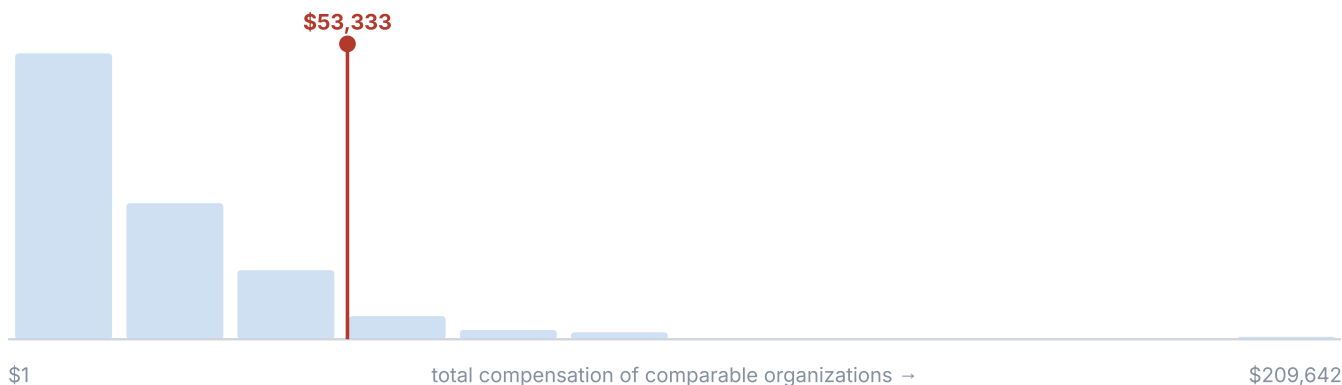 $53,333
$1
total compensation of comparable organizations →
$209,642